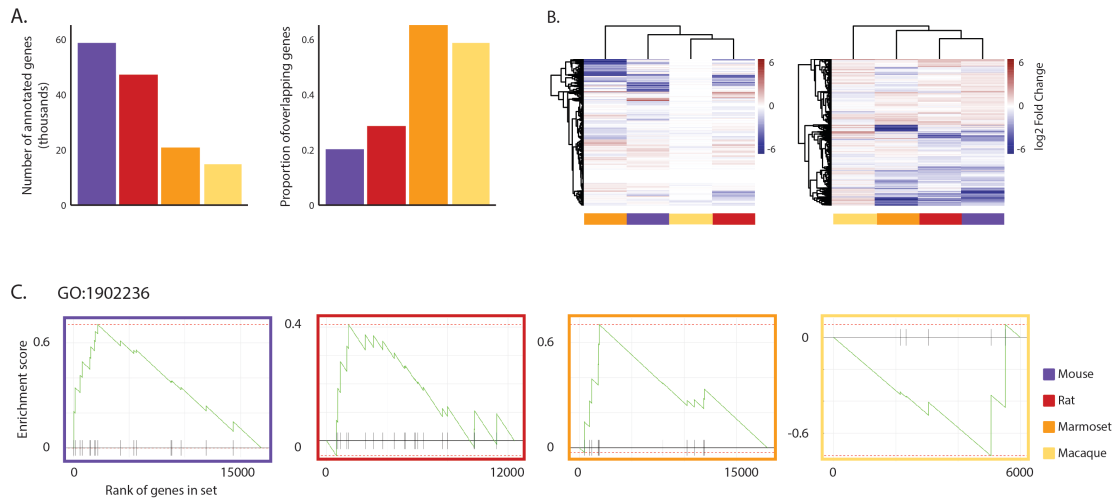 A.
Number of annotated genes
(thousands)
60
40
20
0
Proportion ofoverlapping genes
0.6
0.4
0.2
0
B.
6
0
-6
6
0
-6
log2 Fold Change
C.
GO:1902236
Enrichment score
0.6
0
0
15000
Rank of genes in set
0.4
0
0
12000
0.6
0
0
15000
0
-0.6
0
6000
Mouse
Rat
Marmoset
Macaque